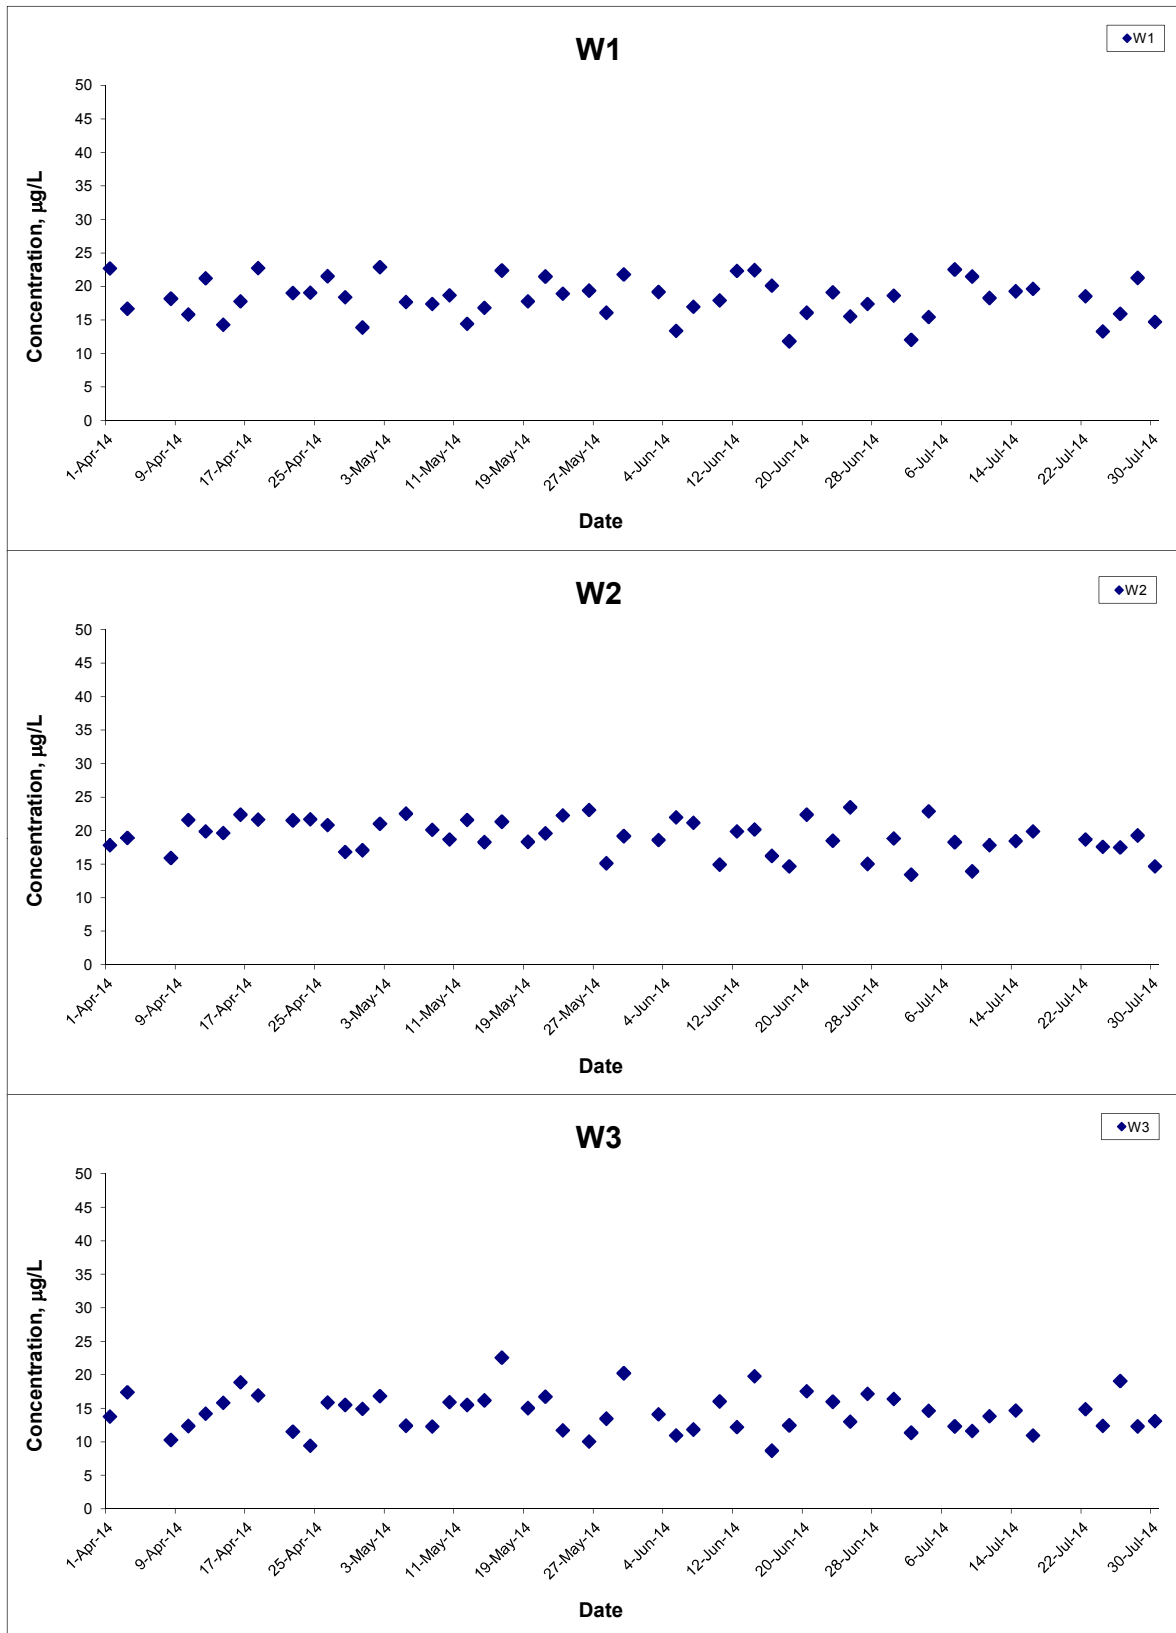 W1
W1
Concentration, µg/L
50
45
40
35
30
25
20
15
10
5
0
1-Apr-14
9-Apr-14
17-Apr-14
25-Apr-14
3-May-14
11-May-14
19-May-14
27-May-14
4-Jun-14
12-Jun-14
20-Jun-14
28-Jun-14
6-Jul-14
14-Jul-14
22-Jul-14
30-Jul-14
Date
W2
W2
Concentration, µg/L
50
45
40
35
30
25
20
15
10
5
0
1-Apr-14
9-Apr-14
17-Apr-14
25-Apr-14
3-May-14
11-May-14
19-May-14
27-May-14
4-Jun-14
12-Jun-14
20-Jun-14
28-Jun-14
6-Jul-14
14-Jul-14
22-Jul-14
30-Jul-14
Date
W3
W3
Concentration, µg/L
50
45
40
35
30
25
20
15
10
5
0
1-Apr-14
9-Apr-14
17-Apr-14
25-Apr-14
3-May-14
11-May-14
19-May-14
27-May-14
4-Jun-14
12-Jun-14
20-Jun-14
28-Jun-14
6-Jul-14
14-Jul-14
22-Jul-14
30-Jul-14
Date